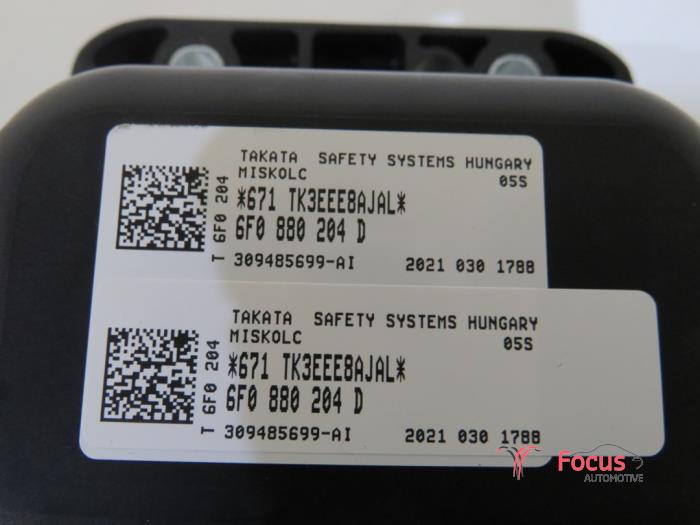 TAKATA SAFETY SYSTEMS HUNGARY
MISKOLC 05S
*671 TK3EEE8AJAL*
6F0 880 204 D
T 6F0 204
309485699-AI 2021 030 1788
TAKATA SAFETY SYSTEMS HUNGARY
MISKOLC 05S
*671 TK3EEE8AJAL*
6F0 880 204 D
T 6F0 204
309485699-AI 2021 030 1788
Focus
AUTOMOTIVE